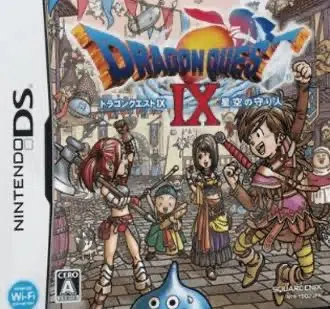 DRAGON QUEST
ドラゴンクエストIX
IX
星空の守り人
NINTENDO DS
CERO
A
Wi-Fi
SQUARE ENIX